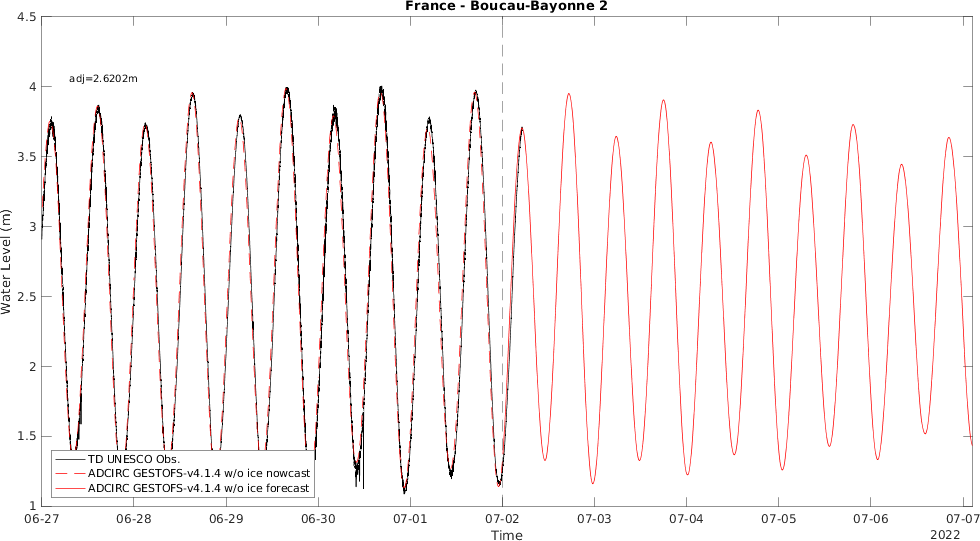 France - Boucau-Bayonne 2
4.5
4
3.5
3
2.5
2
1.5
1
Water Level (m)
adj=2.6202m
TD UNESCO Obs.
ADCIRC GESTOFS-v4.1.4 w/o ice nowcast
ADCIRC GESTOFS-v4.1.4 w/o ice forecast
06-27 06-28 06-29 06-30 07-01 07-02 07-03 07-04 07-05 07-06 07-07
Time
2022